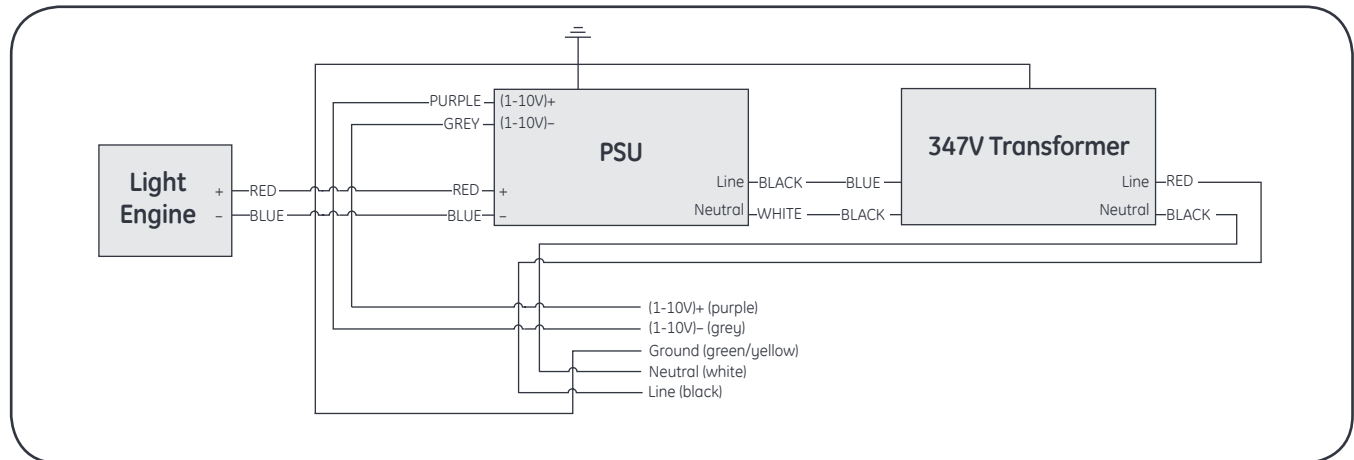 PURPLE (1-10V)+
GREY (1-10V)–
PSU
347V Transformer
Light
Engine
+ RED RED +
– BLUE BLUE –
Line BLACK BLUE
Neutral WHITE BLACK
Line RED
Neutral BLACK
(1-10V)+ (purple)
(1-10V)– (grey)
Ground (green/yellow)
Neutral (white)
Line (black)